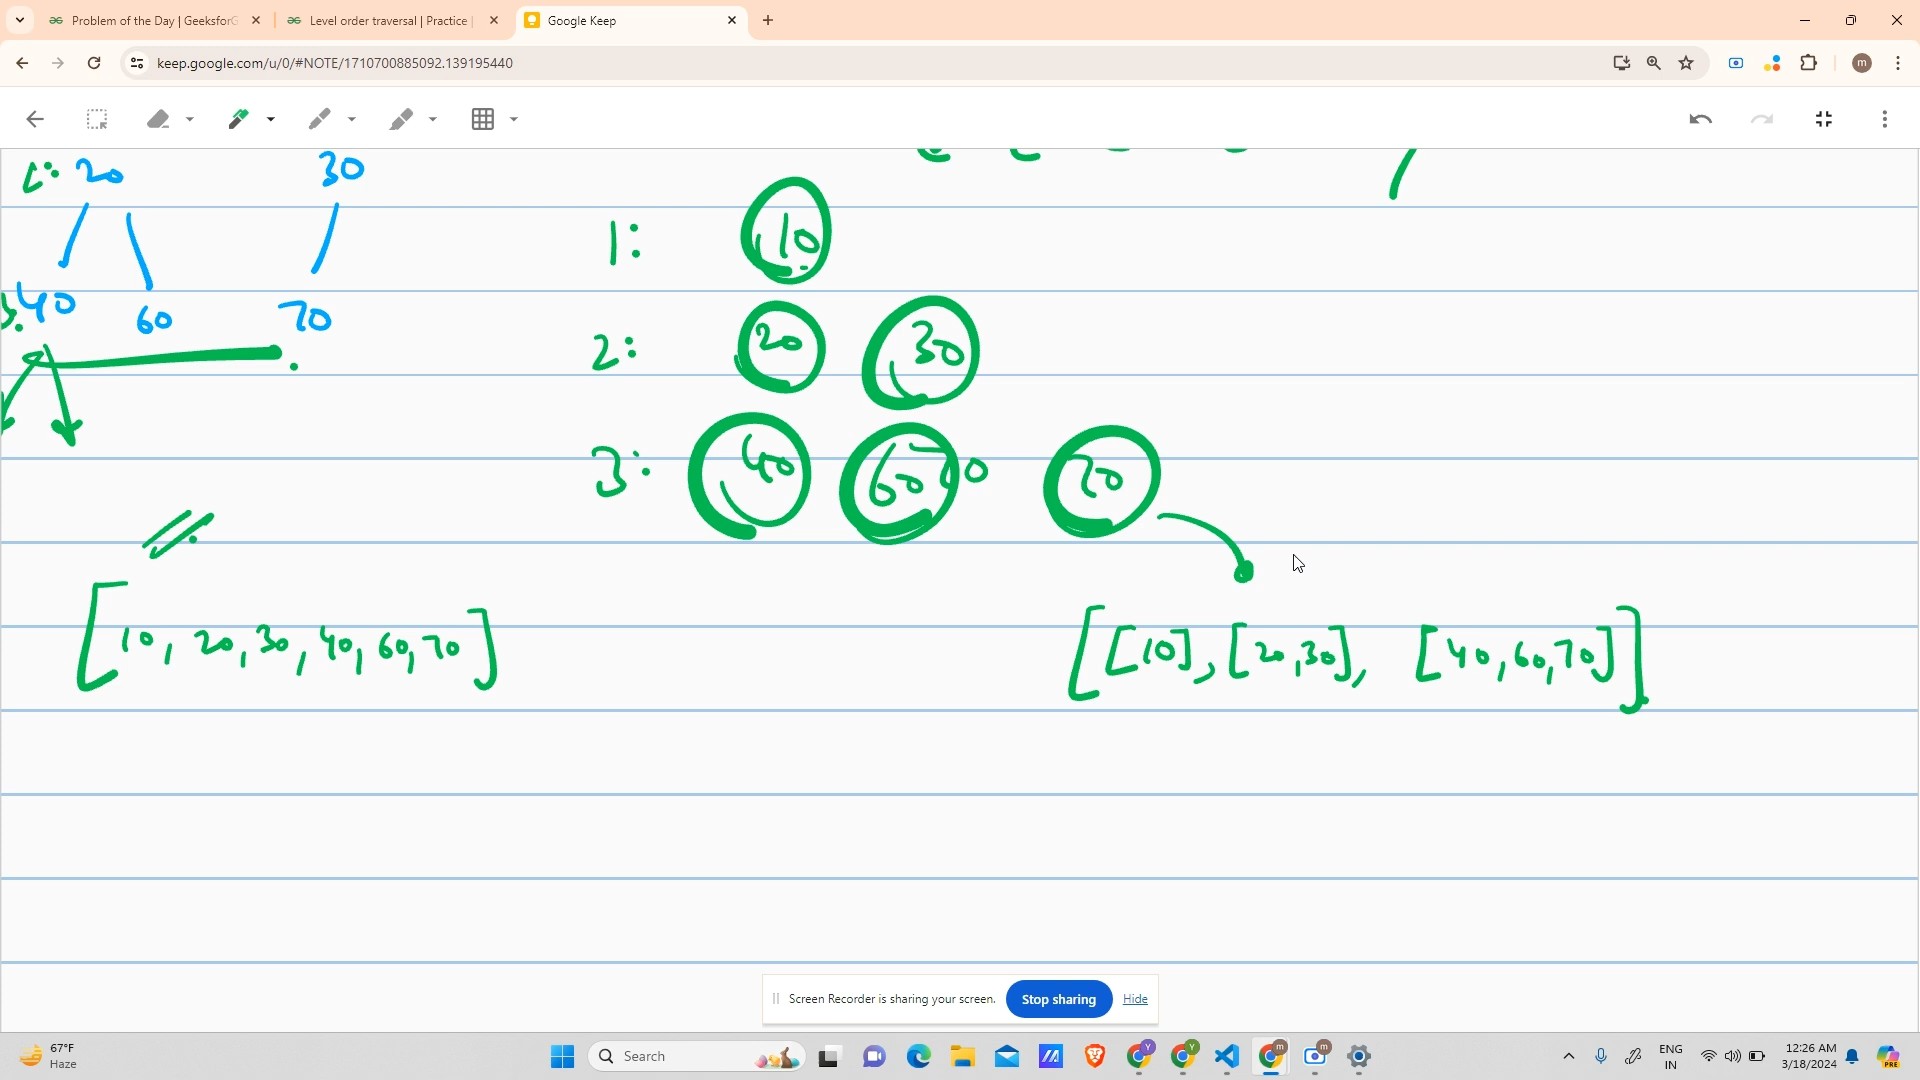 Problem of the Day | GeeksforG
Level order traversal | Practice |
Google Keep
keep.google.com/u/0/#NOTE/1710700885092.139195440
m
20
30
40
60
70
1: 10
2: 20 30
3: 40 60 70
[10, 20, 30, 40, 60, 70]
[[10], [20,30], [40,60,70]]
Screen Recorder is sharing your screen.
Stop sharing
Hide
67°F
Haze
Search
ENG
IN
12:26 AM
3/18/2024
PRE